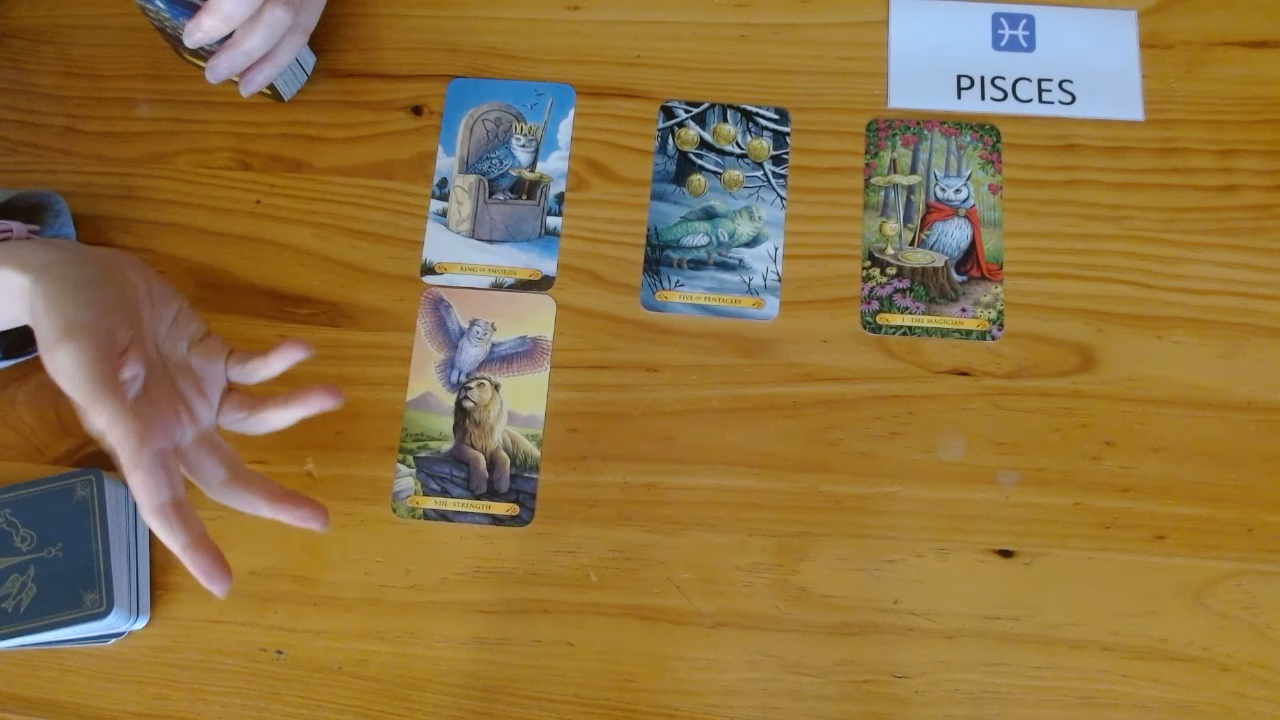 PISCES
KING OF SWORDS
FIVE OF PENTACLES
I - THE MAGICIAN
VIII - STRENGTH